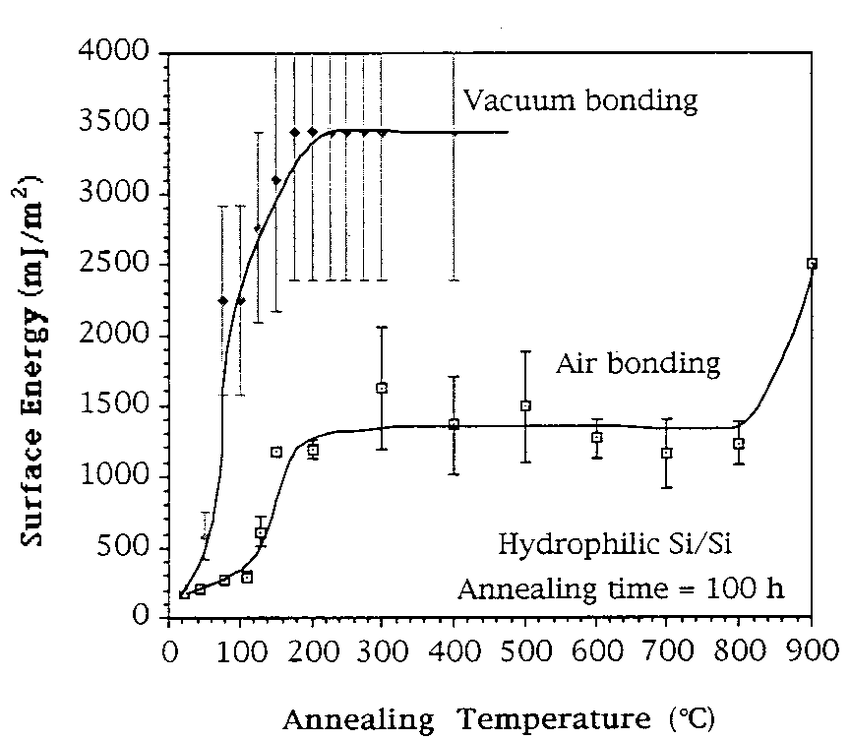 4000
3500
3000
2500
2000
1500
1000
500
0
Surface Energy (mJ/m²)
Vacuum bonding
Air bonding
Hydrophilic Si/Si
Annealing time = 100 h
0 100 200 300 400 500 600 700 800 900
Annealing Temperature (°C)